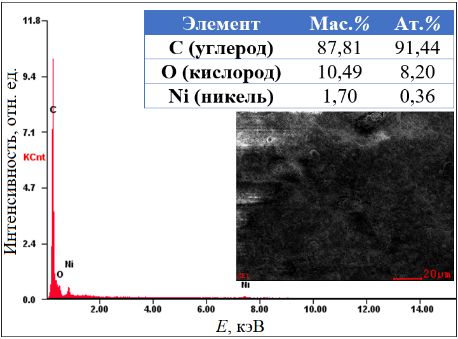 11.8
9.4
7.1
KCnt
4.7
2.4
0.0
Интенсивность, отн. ед.
Элемент Мас.% Ат.%
C (углерод) 87,81 91,44
O (кислород) 10,49 8,20
Ni (никель) 1,70 0,36
C
O
Ni
Ni
20μm
2.00 4.00 6.00 8.00 10.00 12.00 14.00
E, кэВ